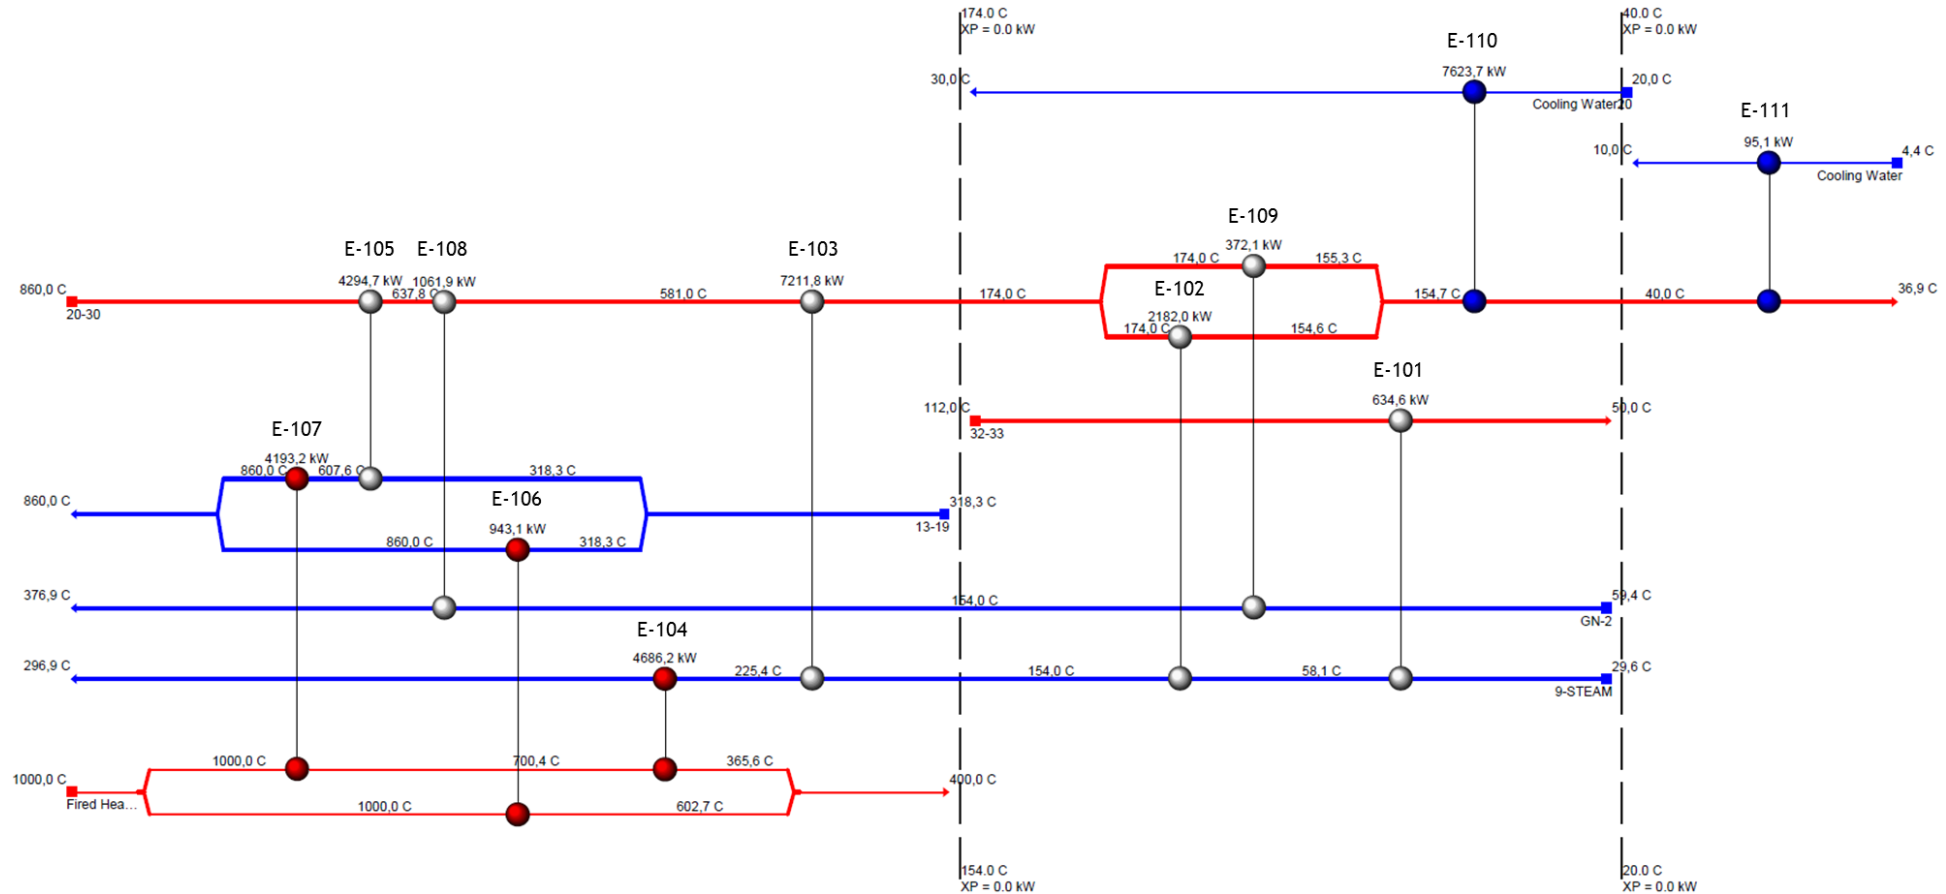 174.0 C
XP = 0.0 kW
40.0 C
XP = 0.0 kW
E-110
7623,7 kW
30,0 C
20,0 C
Cooling Water20
E-111
95,1 kW
10,0 C
4,4 C
Cooling Water
E-109
372,1 kW
174,0 C
155,3 C
E-105
E-108
E-103
4294,7 kW
1061,9 kW
7211,8 kW
860,0 C
637,8 C
581,0 C
174,0 C
154,7 C
40,0 C
36,9 C
20-30
E-102
2182,0 kW
174,0 C
154,6 C
E-101
634,6 kW
112,0 C
50,0 C
32-33
E-107
4193,2 kW
860,0 C
607,6 C
318,3 C
860,0 C
318,3 C
13-19
E-106
943,1 kW
860,0 C
318,3 C
376,9 C
154,0 C
59,4 C
GN-2
E-104
4686,2 kW
296,9 C
225,4 C
154,0 C
58,1 C
29,6 C
9-STEAM
1000,0 C
700,4 C
365,6 C
1000,0 C
400,0 C
Fired Hea...
1000,0 C
602,7 C
154.0 C
XP = 0.0 kW
20.0 C
XP = 0.0 kW